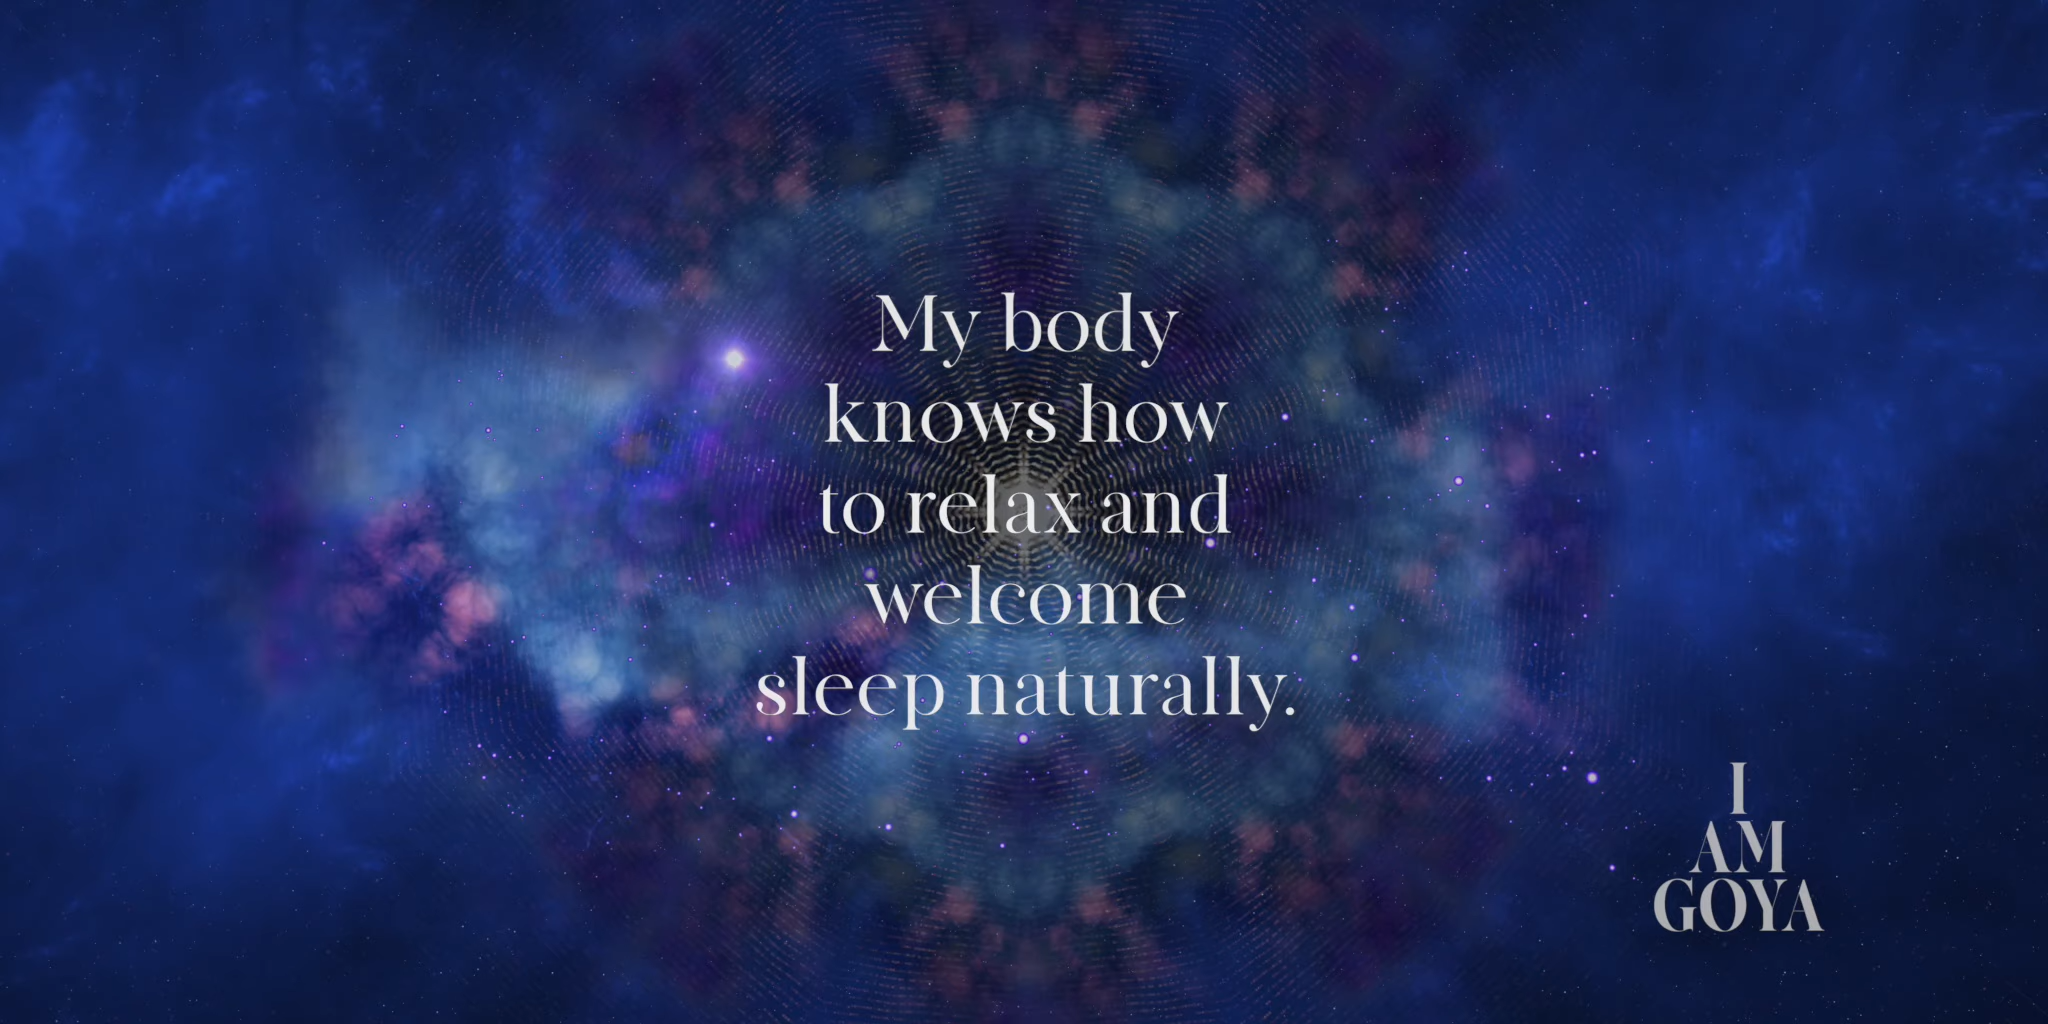 My body
knows how
to relax and
welcome
sleep naturally.
I
AM
GOYA